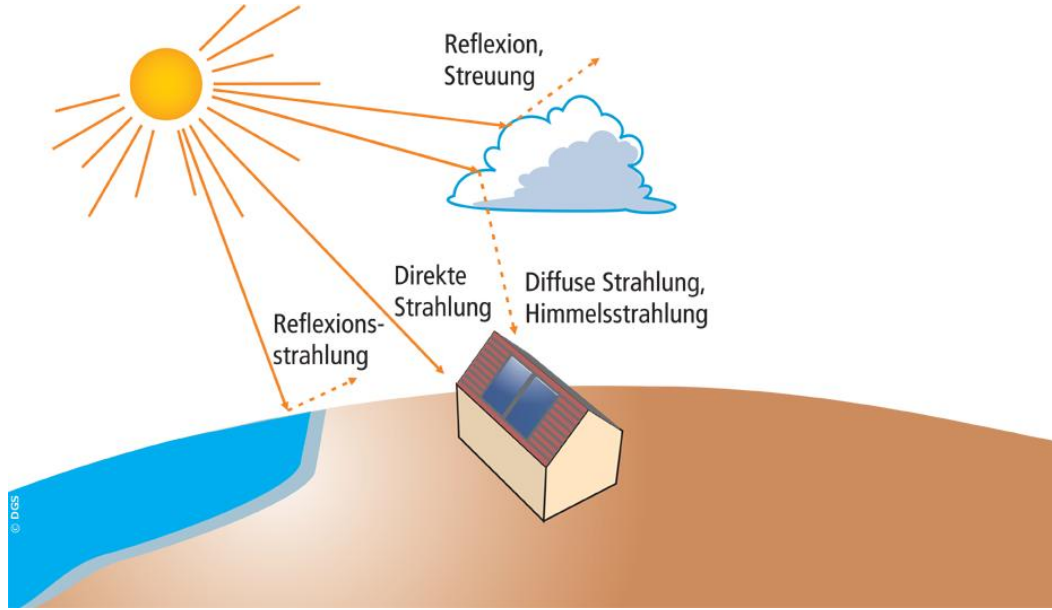 Reflexion,
Streuung
Direkte
Strahlung
Diffuse Strahlung,
Himmelsstrahlung
Reflexions-
strahlung
© DGS